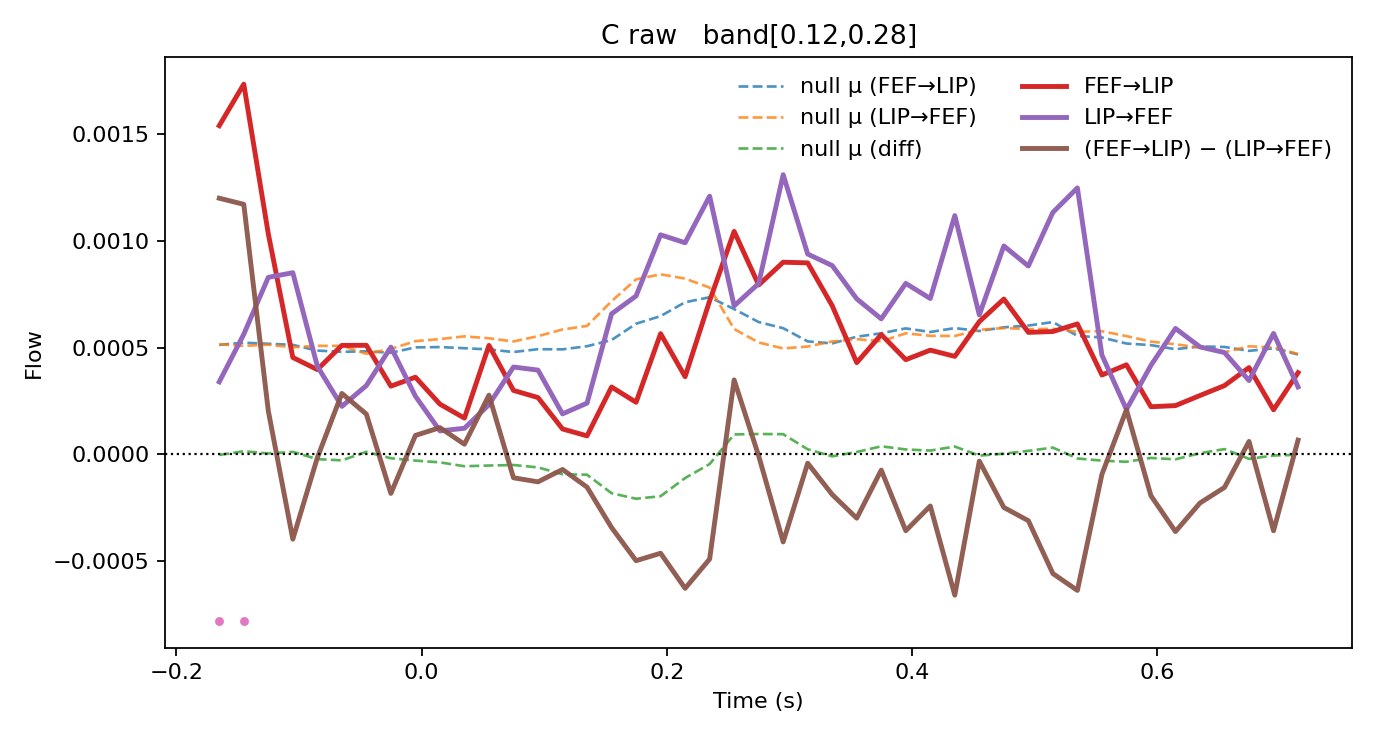 C raw   band[0.12,0.28]
null μ (FEF→LIP)
null μ (LIP→FEF)
null μ (diff)
FEF→LIP
LIP→FEF
(FEF→LIP) − (LIP→FEF)
Flow
0.0015
0.0010
0.0005
0.0000
−0.0005
−0.2
0.0
0.2
0.4
0.6
Time (s)